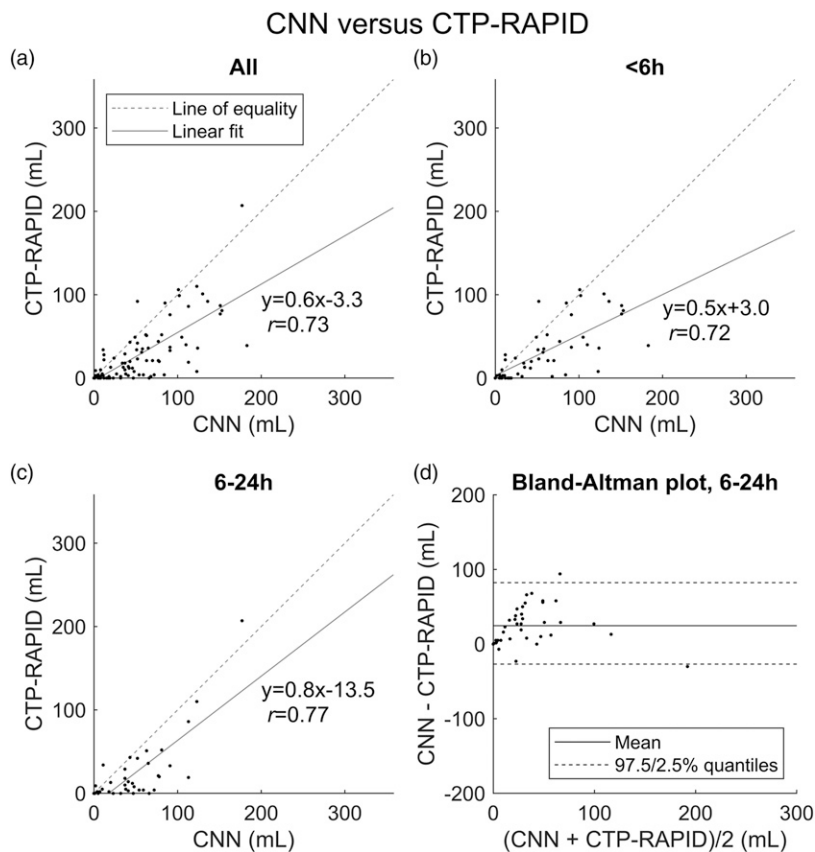 CNN versus CTP-RAPID
(a)
All
CTP-RAPID (mL)
300
200
100
0
Line of equality
Linear fit
y=0.6x-3.3
r=0.73
0 100 200 300
CNN (mL)
(b)
<6h
CTP-RAPID (mL)
300
200
100
0
y=0.5x+3.0
r=0.72
0 100 200 300
CNN (mL)
(c)
6-24h
CTP-RAPID (mL)
300
200
100
0
y=0.8x-13.5
r=0.77
0 100 200 300
CNN (mL)
(d)
Bland-Altman plot, 6-24h
CNN - CTP-RAPID (mL)
200
100
0
-100
-200
Mean
97.5/2.5% quantiles
0 100 200 300
(CNN + CTP-RAPID)/2 (mL)